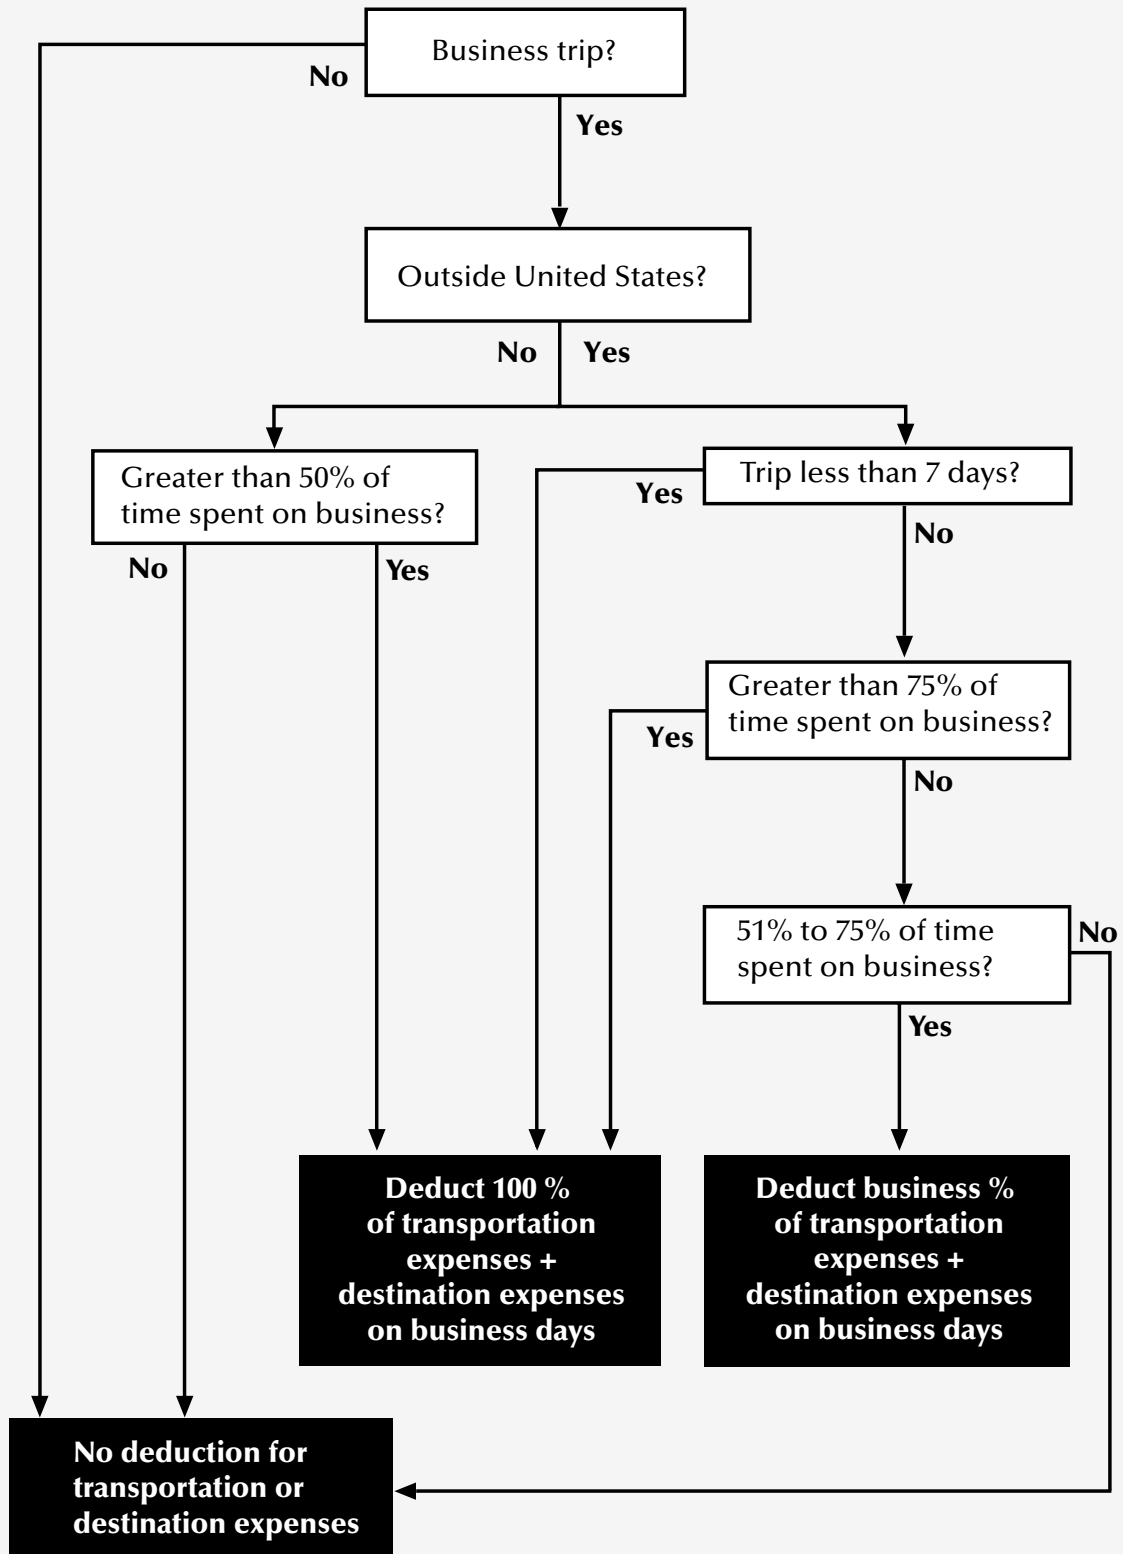 Business trip?
No
Yes
Outside United States?
No
Yes
Greater than 50% of
time spent on business?
No
Yes
Trip less than 7 days?
Yes
No
Greater than 75% of
time spent on business?
Yes
No
51% to 75% of time
spent on business?
No
Yes
Deduct 100 %
of transportation
expenses +
destination expenses
on business days
Deduct business %
of transportation
expenses +
destination expenses
on business days
No deduction for
transportation or
destination expenses